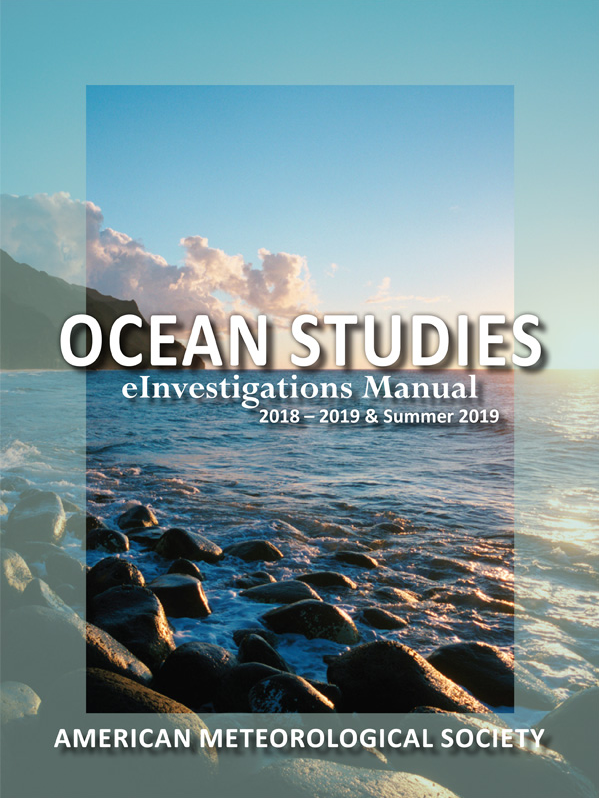 OCEAN STUDIES
eInvestigations Manual
2018 – 2019 & Summer 2019
AMERICAN METEOROLOGICAL SOCIETY